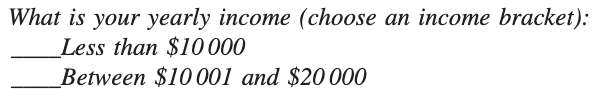 What is your yearly income (choose an income bracket):
____Less than $10 000
____Between $10 001 and $20 000